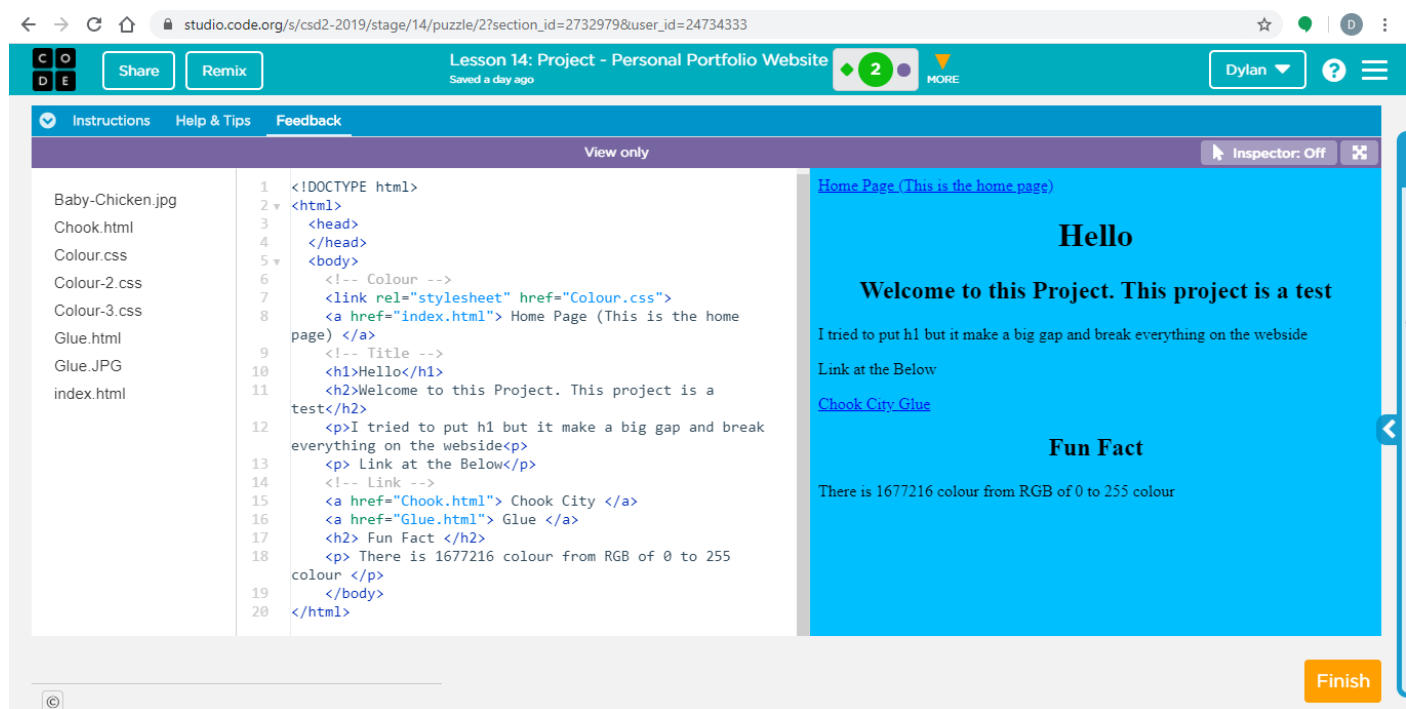 studio.code.org/s/csd2-2019/stage/14/puzzle/2?section_id=2732979&user_id=24734333
D
C O
D E
Share
Remix
Lesson 14: Project - Personal Portfolio Website
Saved a day ago
2
MORE
Dylan
?
Instructions Help & Tips Feedback
View only
Inspector: Off
Baby-Chicken.jpg
Chook.html
Colour.css
Colour-2.css
Colour-3.css
Glue.html
Glue.JPG
index.html
1 <!DOCTYPE html>
2 <html>
3 <head>
4 </head>
5 <body>
6 <!-- Colour -->
7 <link rel="stylesheet" href="Colour.css">
8 <a href="index.html"> Home Page (This is the home
page) </a>
9 <!-- Title -->
10 <h1>Hello</h1>
11 <h2>Welcome to this Project. This project is a
test</h2>
12 <p>I tried to put h1 but it make a big gap and break
everything on the webside<p>
13 <p> Link at the Below</p>
14 <!-- Link -->
15 <a href="Chook.html"> Chook City </a>
16 <a href="Glue.html"> Glue </a>
17 <h2> Fun Fact </h2>
18 <p> There is 1677216 colour from RGB of 0 to 255
colour </p>
19 </body>
20 </html>
Home Page (This is the home page)
Hello
Welcome to this Project. This project is a test
I tried to put h1 but it make a big gap and break everything on the webside
Link at the Below
Chook City Glue
Fun Fact
There is 1677216 colour from RGB of 0 to 255 colour
Finish
©